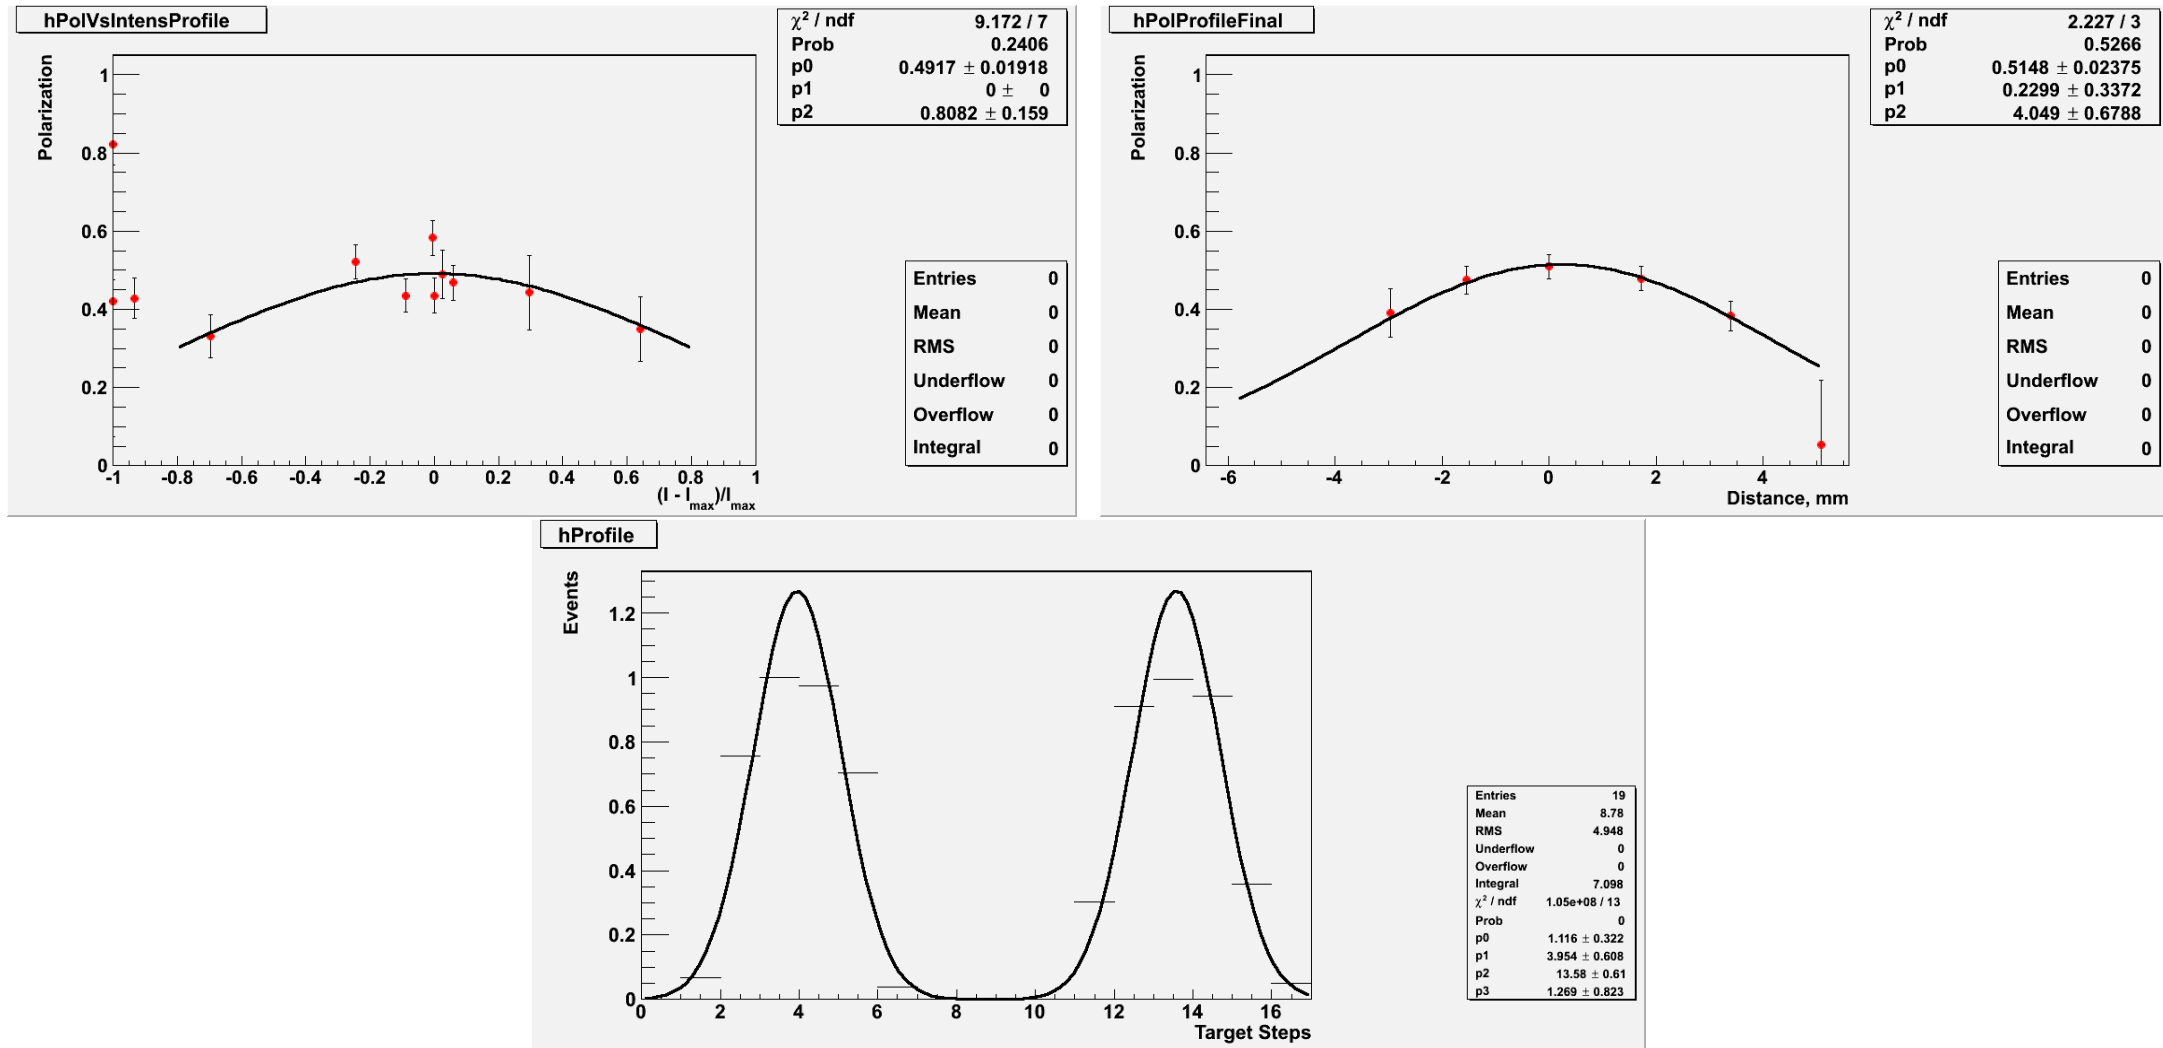 hPolVsIntensProfile
χ² / ndf 9.172 / 7
Prob 0.2406
p0 0.4917 ± 0.01918
p1 0 ± 0
p2 0.8082 ± 0.159
Polarization
1
0.8
0.6
0.4
0.2
0
-1 -0.8 -0.6 -0.4 -0.2 0 0.2 0.4 0.6 0.8 1
(I - Imax)/Imax
Entries 0
Mean 0
RMS 0
Underflow 0
Overflow 0
Integral 0
hPolProfileFinal
χ² / ndf 2.227 / 3
Prob 0.5266
p0 0.5148 ± 0.02375
p1 0.2299 ± 0.3372
p2 4.049 ± 0.6788
Polarization
1
0.8
0.6
0.4
0.2
0
-6 -4 -2 0 2 4
Distance, mm
Entries 0
Mean 0
RMS 0
Underflow 0
Overflow 0
Integral 0
hProfile
Events
1.2
1
0.8
0.6
0.4
0.2
0
0 2 4 6 8 10 12 14 16
Target Steps
Entries 19
Mean 8.78
RMS 4.948
Underflow 0
Overflow 0
Integral 7.098
χ² / ndf 1.05e+08 / 13
Prob 0
p0 1.116 ± 0.322
p1 3.954 ± 0.608
p2 13.58 ± 0.61
p3 1.269 ± 0.823